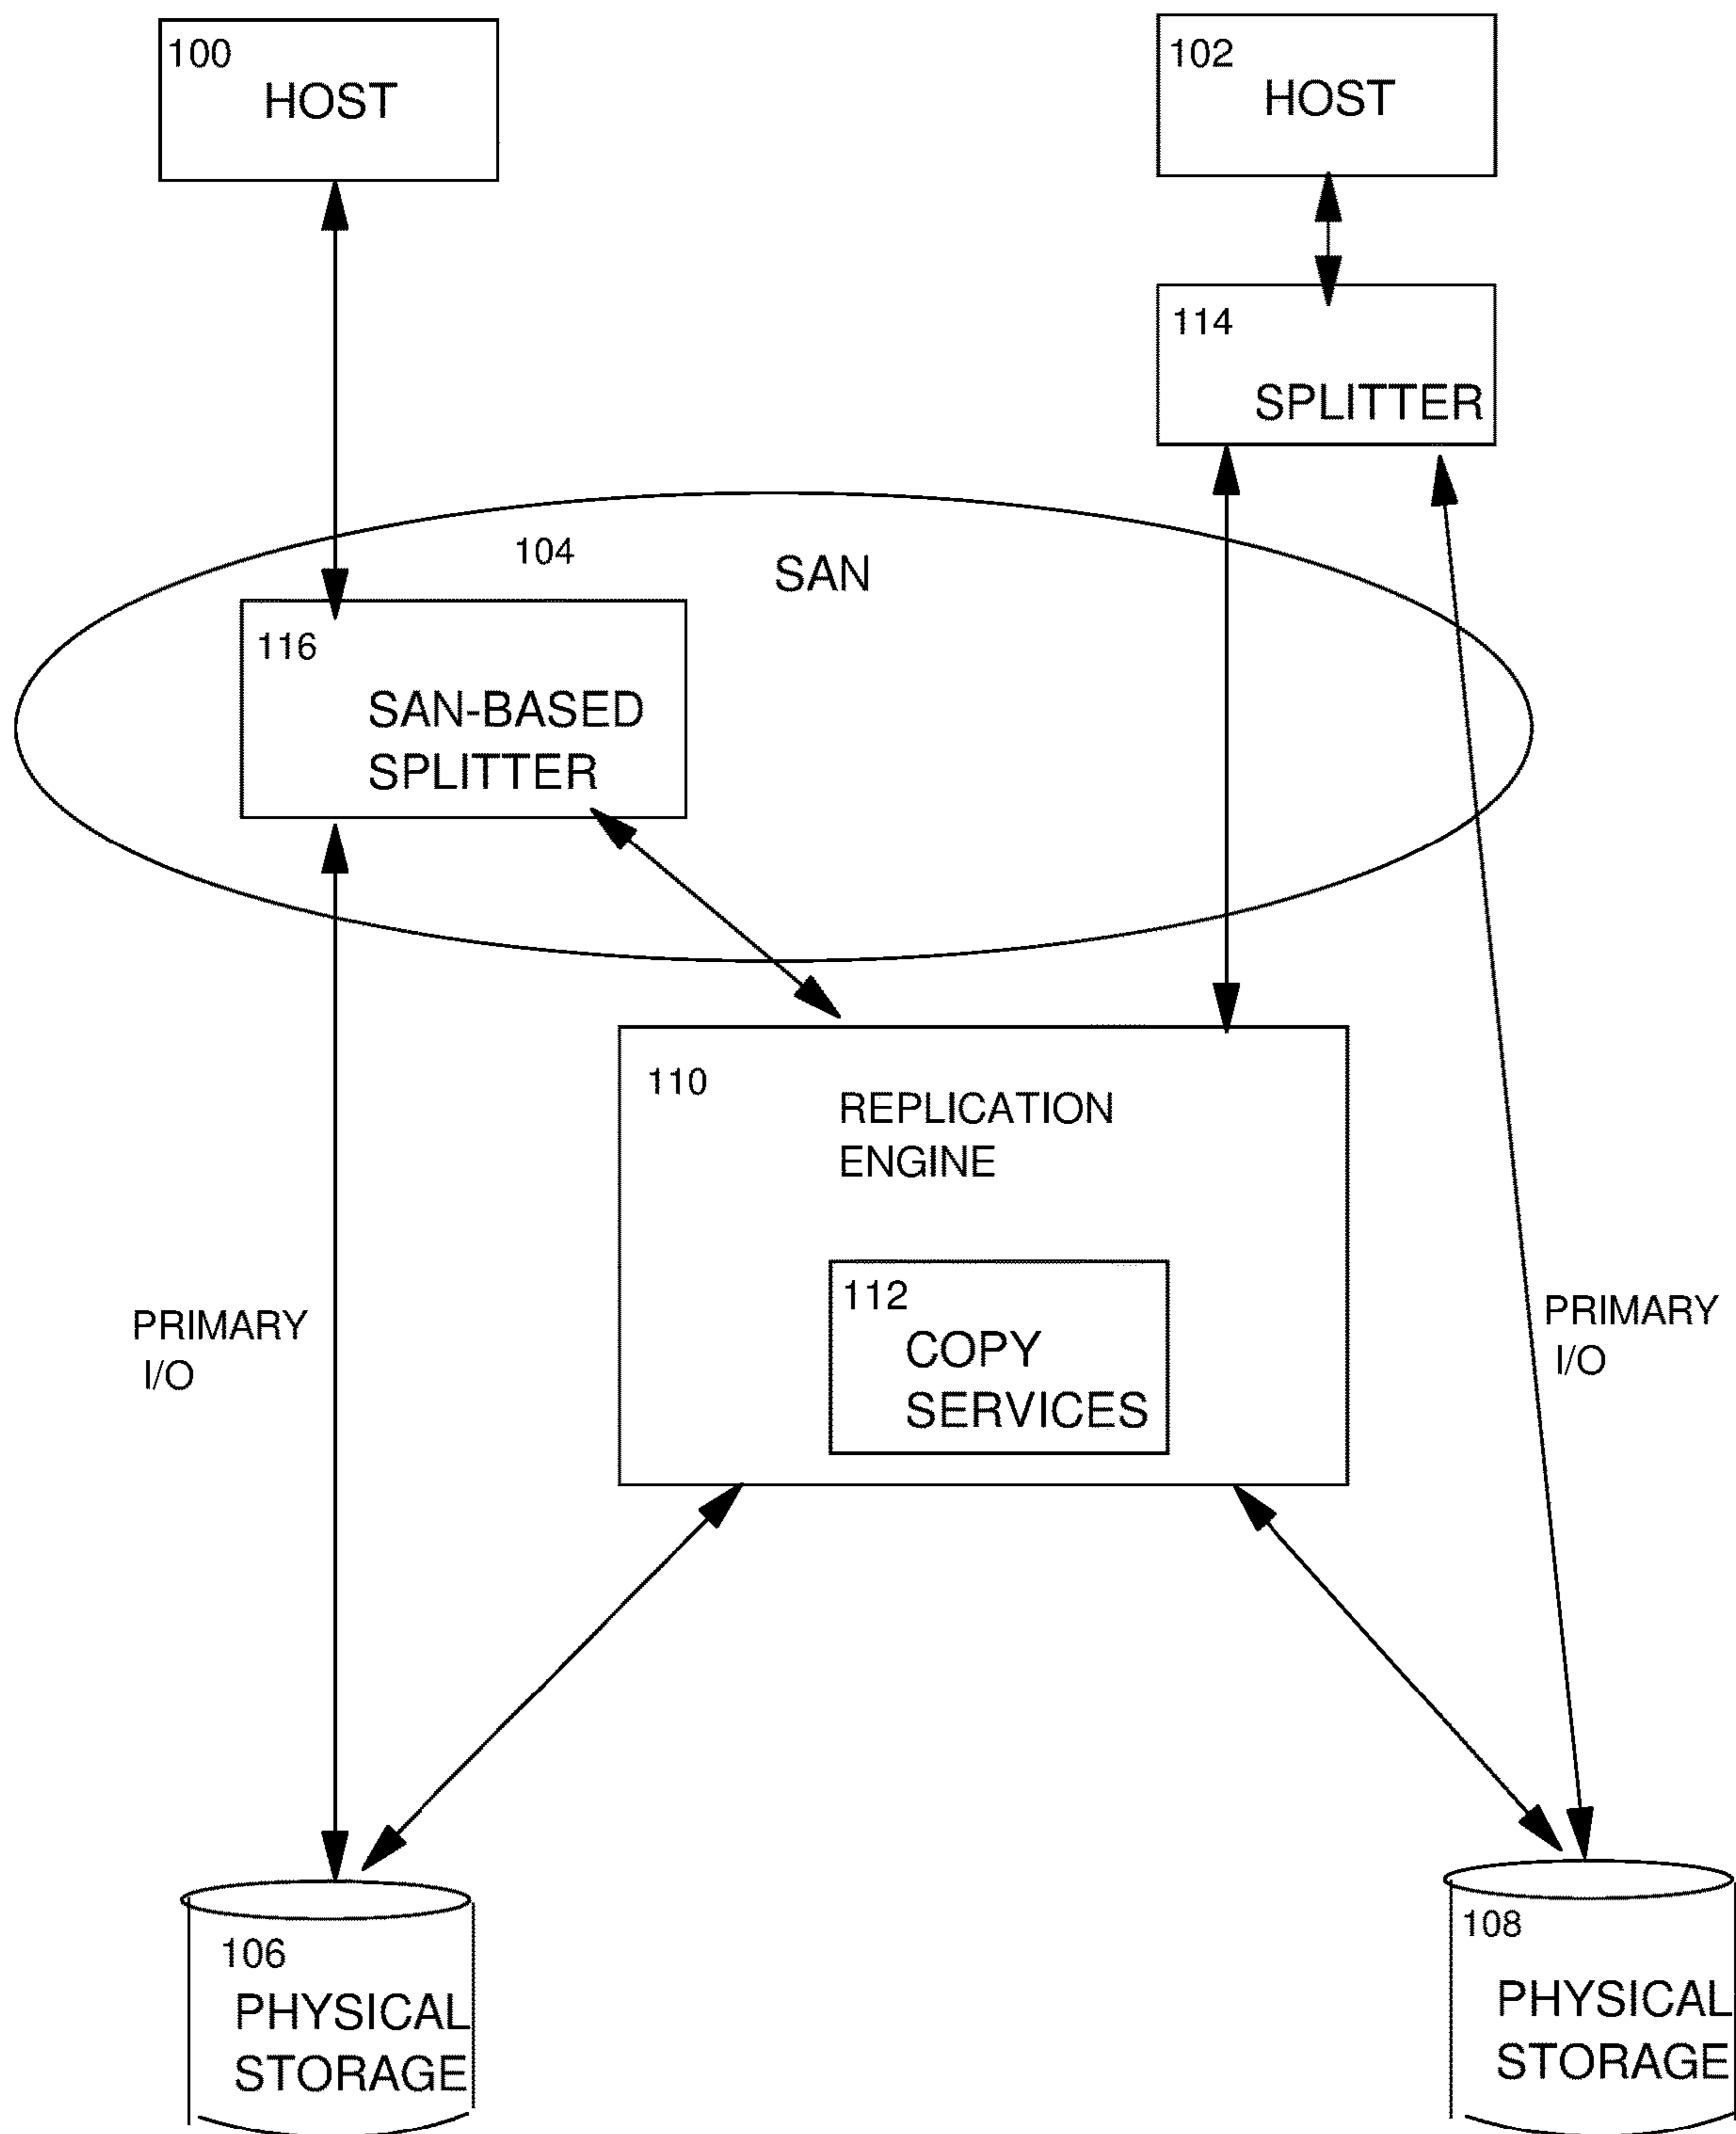 100
HOST
102
HOST
114
SPLITTER
104
SAN
116
SAN-BASED
SPLITTER
110
REPLICATION
ENGINE
112
COPY
SERVICES
PRIMARY
I/O
PRIMARY
I/O
106
PHYSICAL
STORAGE
108
PHYSICAL
STORAGE